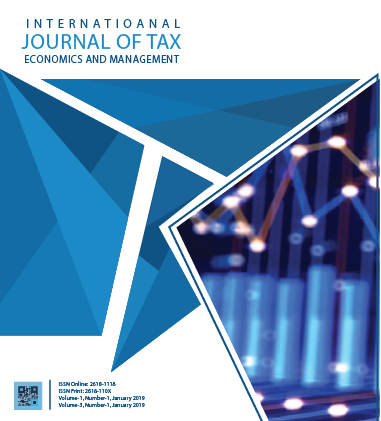 INTERNATIOANAL
JOURNAL OF TAX
ECONOMICS AND MANAGEMENT
ISSN Online: 2618-1118
ISSN Print: 2618-110X
Volume-1, Number-1, January 2019
Volume-3, Number-1, January 2019